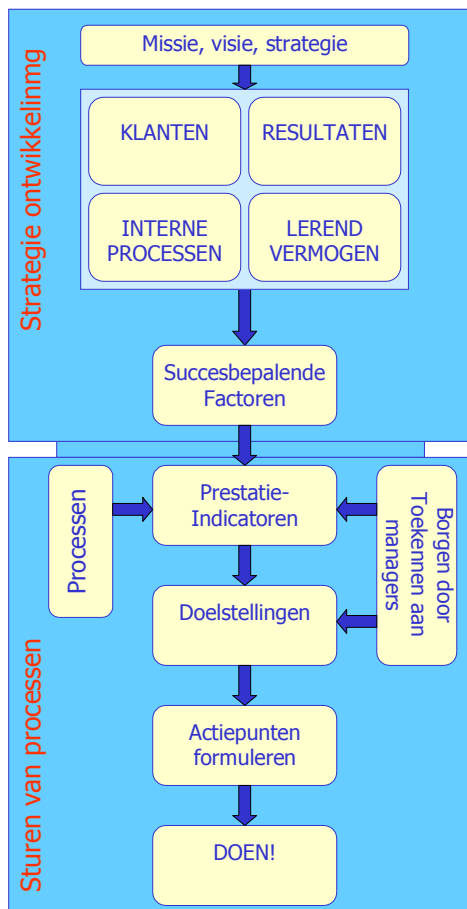 Strategie ontwikkelinmg
Missie, visie, strategie
KLANTEN
RESULTATEN
INTERNE
PROCESSEN
LEREND
VERMOGEN
Succesbepalende
Factoren
Sturen van processen
Processen
Prestatie-
Indicatoren
Borgen door
Toekennen aan
managers
Doelstellingen
Actiepunten
formuleren
DOEN!